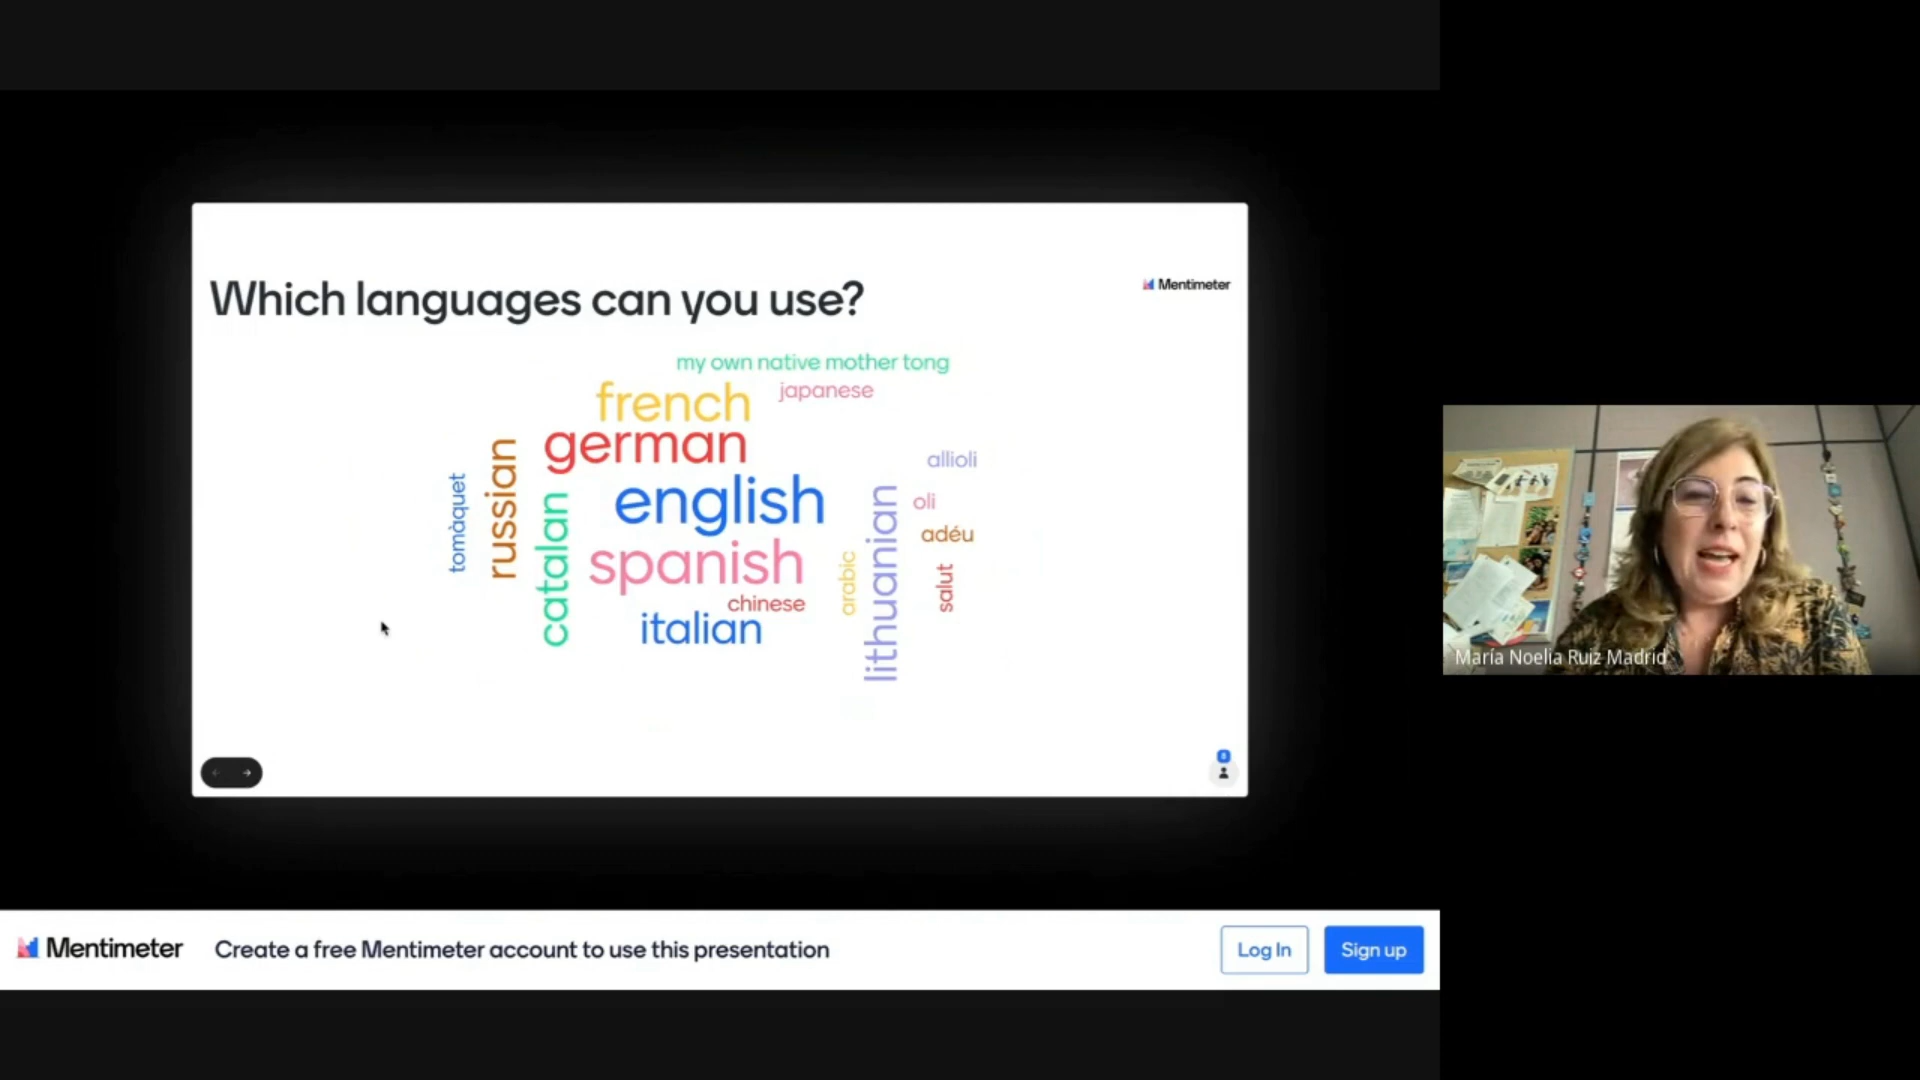 Which languages can you use?
Mentimeter
my own native mother tong
japanese
french
german
allioli
tomàquet
russian
catalan
english
lithuanian
oli
adéu
spanish
arabic
salut
chinese
italian
María Noelia Ruiz Madrid
Mentimeter
Create a free Mentimeter account to use this presentation
Log In
Sign up